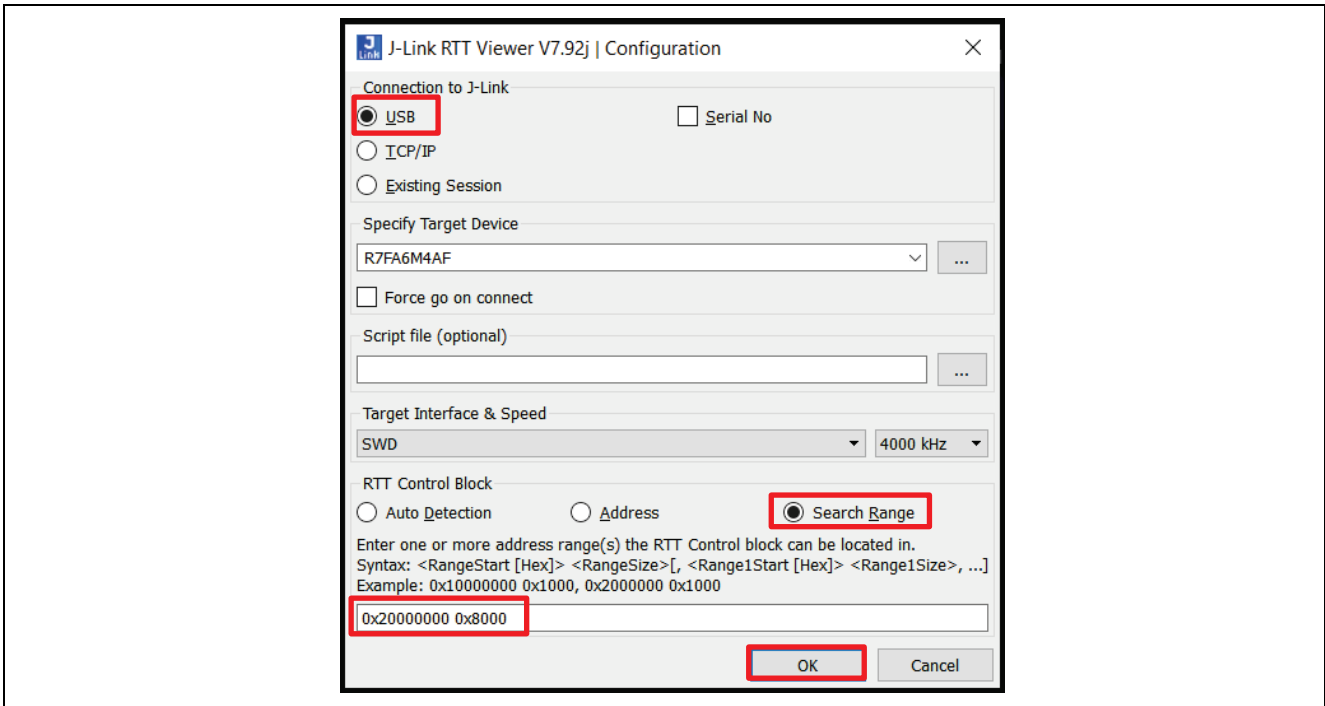 J Link J-Link RTT Viewer V7.92j | Configuration
Connection to J-Link
USB Serial No
TCP/IP
Existing Session
Specify Target Device
R7FA6M4AF ...
Force go on connect
Script file (optional)
...
Target Interface & Speed
SWD 4000 kHz
RTT Control Block
Auto Detection Address Search Range
Enter one or more address range(s) the RTT Control block can be located in.
Syntax: <RangeStart [Hex]> <RangeSize>[, <Range1Start [Hex]> <Range1Size>, ...]
Example: 0x10000000 0x1000, 0x2000000 0x1000
0x20000000 0x8000
OK Cancel